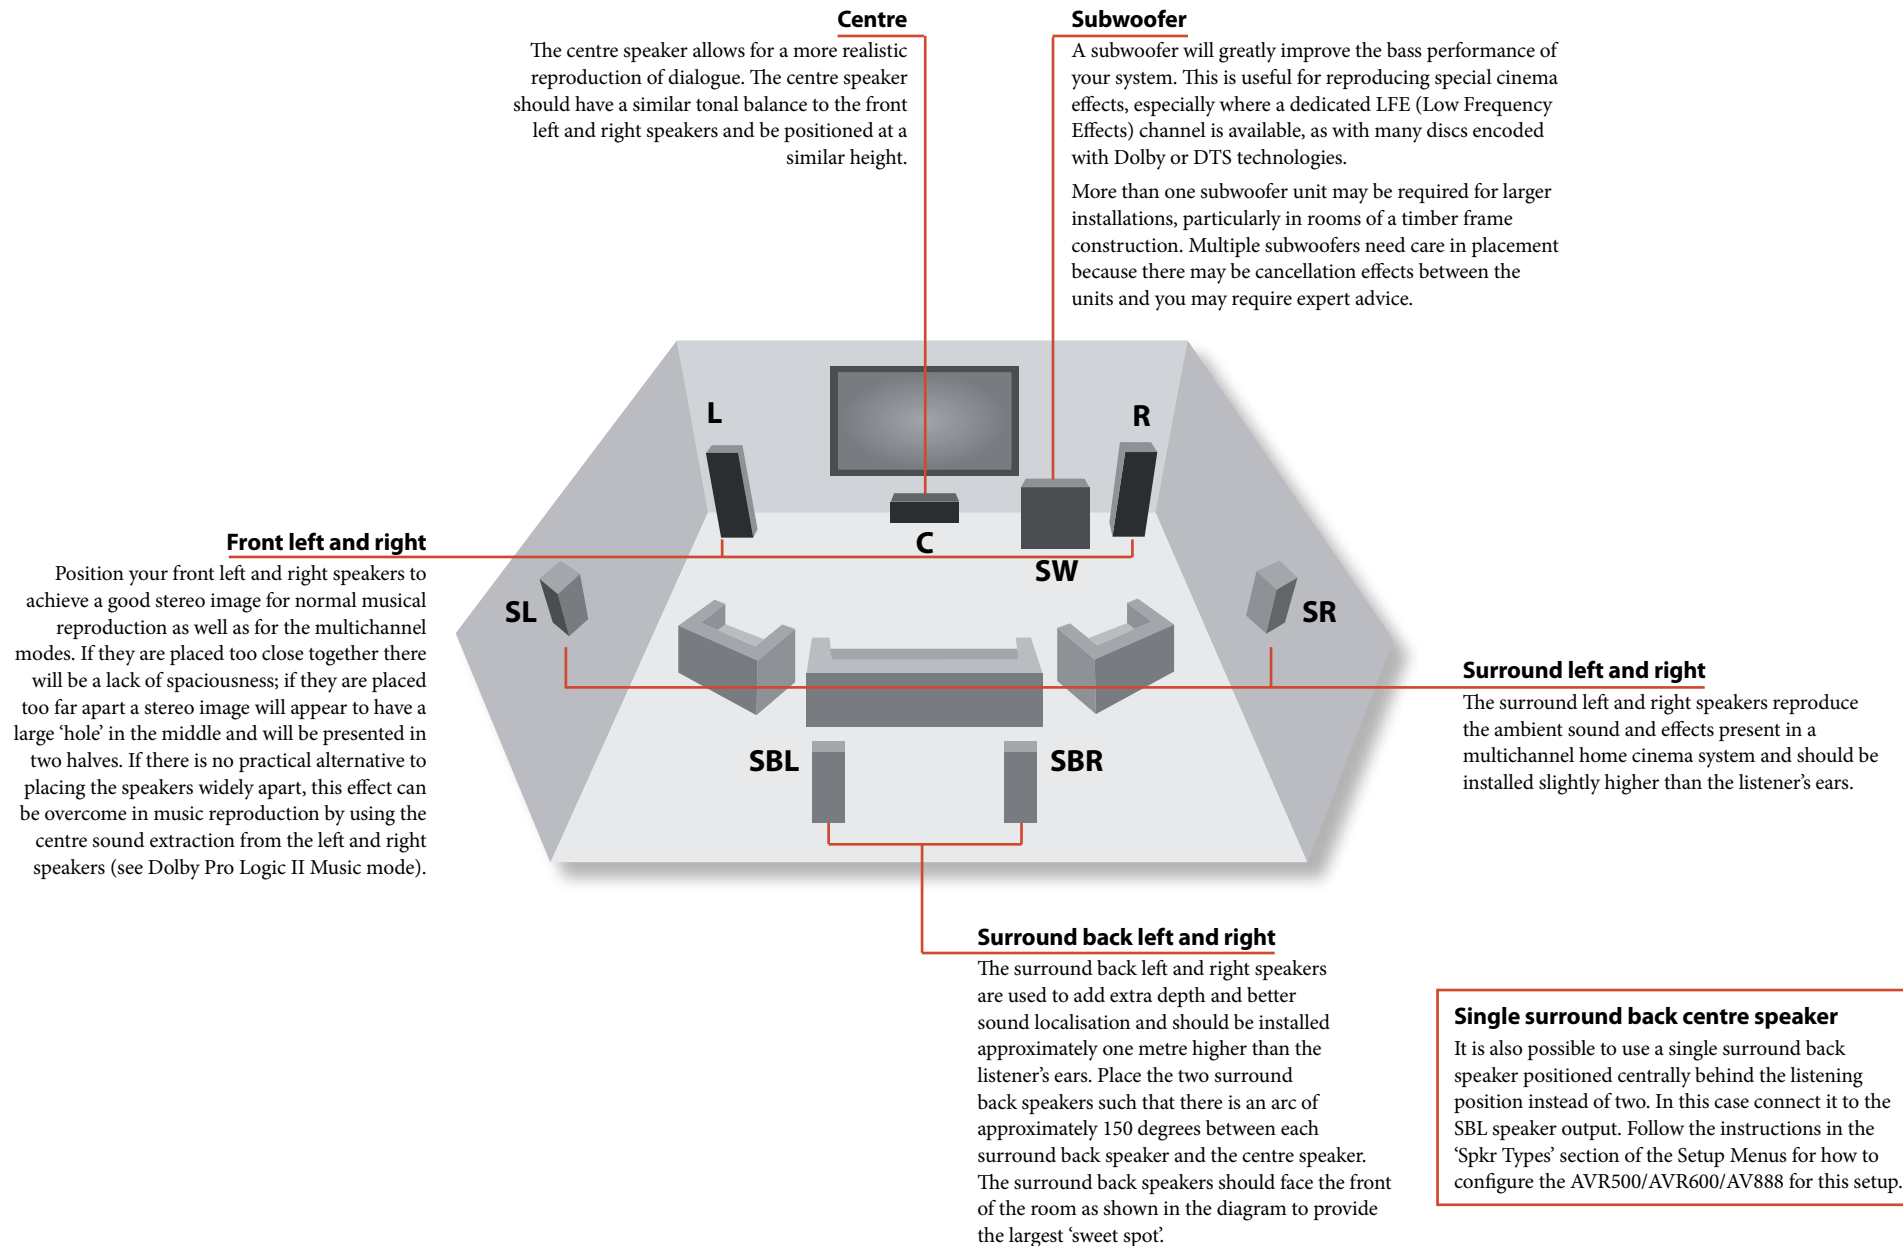 Centre
The centre speaker allows for a more realistic
reproduction of dialogue. The centre speaker
should have a similar tonal balance to the front
left and right speakers and be positioned at a
similar height.
Subwoofer
A subwoofer will greatly improve the bass performance of
your system. This is useful for reproducing special cinema
effects, especially where a dedicated LFE (Low Frequency
Effects) channel is available, as with many discs encoded
with Dolby or DTS technologies.
More than one subwoofer unit may be required for larger
installations, particularly in rooms of a timber frame
construction. Multiple subwoofers need care in placement
because there may be cancellation effects between the
units and you may require expert advice.
L
R
C
SW
SL
SR
SBL
SBR
Front left and right
Position your front left and right speakers to
achieve a good stereo image for normal musical
reproduction as well as for the multichannel
modes. If they are placed too close together there
will be a lack of spaciousness; if they are placed
too far apart a stereo image will appear to have a
large ‘hole’ in the middle and will be presented in
two halves. If there is no practical alternative to
placing the speakers widely apart, this effect can
be overcome in music reproduction by using the
centre sound extraction from the left and right
speakers (see Dolby Pro Logic II Music mode).
Surround left and right
The surround left and right speakers reproduce
the ambient sound and effects present in a
multichannel home cinema system and should be
installed slightly higher than the listener’s ears.
Surround back left and right
The surround back left and right speakers
are used to add extra depth and better
sound localisation and should be installed
approximately one metre higher than the
listener’s ears. Place the two surround
back speakers such that there is an arc of
approximately 150 degrees between each
surround back speaker and the centre speaker.
The surround back speakers should face the front
of the room as shown in the diagram to provide
the largest ‘sweet spot’.
Single surround back centre speaker
It is also possible to use a single surround back
speaker positioned centrally behind the listening
position instead of two. In this case connect it to the
SBL speaker output. Follow the instructions in the
‘Spkr Types’ section of the Setup Menus for how to
configure the AVR500/AVR600/AV888 for this setup.